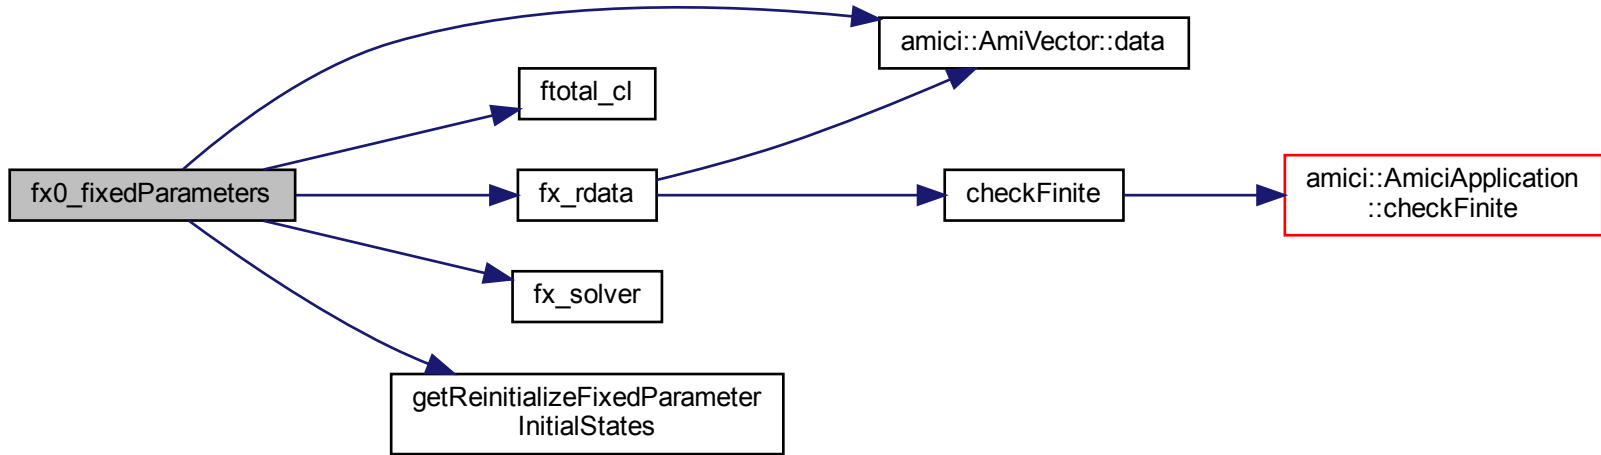 amici::AmiVector::data
ftotal_cl
fx0_fixedParameters
fx_rdata
checkFinite
amici::AmiciApplication
::checkFinite
fx_solver
getReinitializeFixedParameter
InitialStates